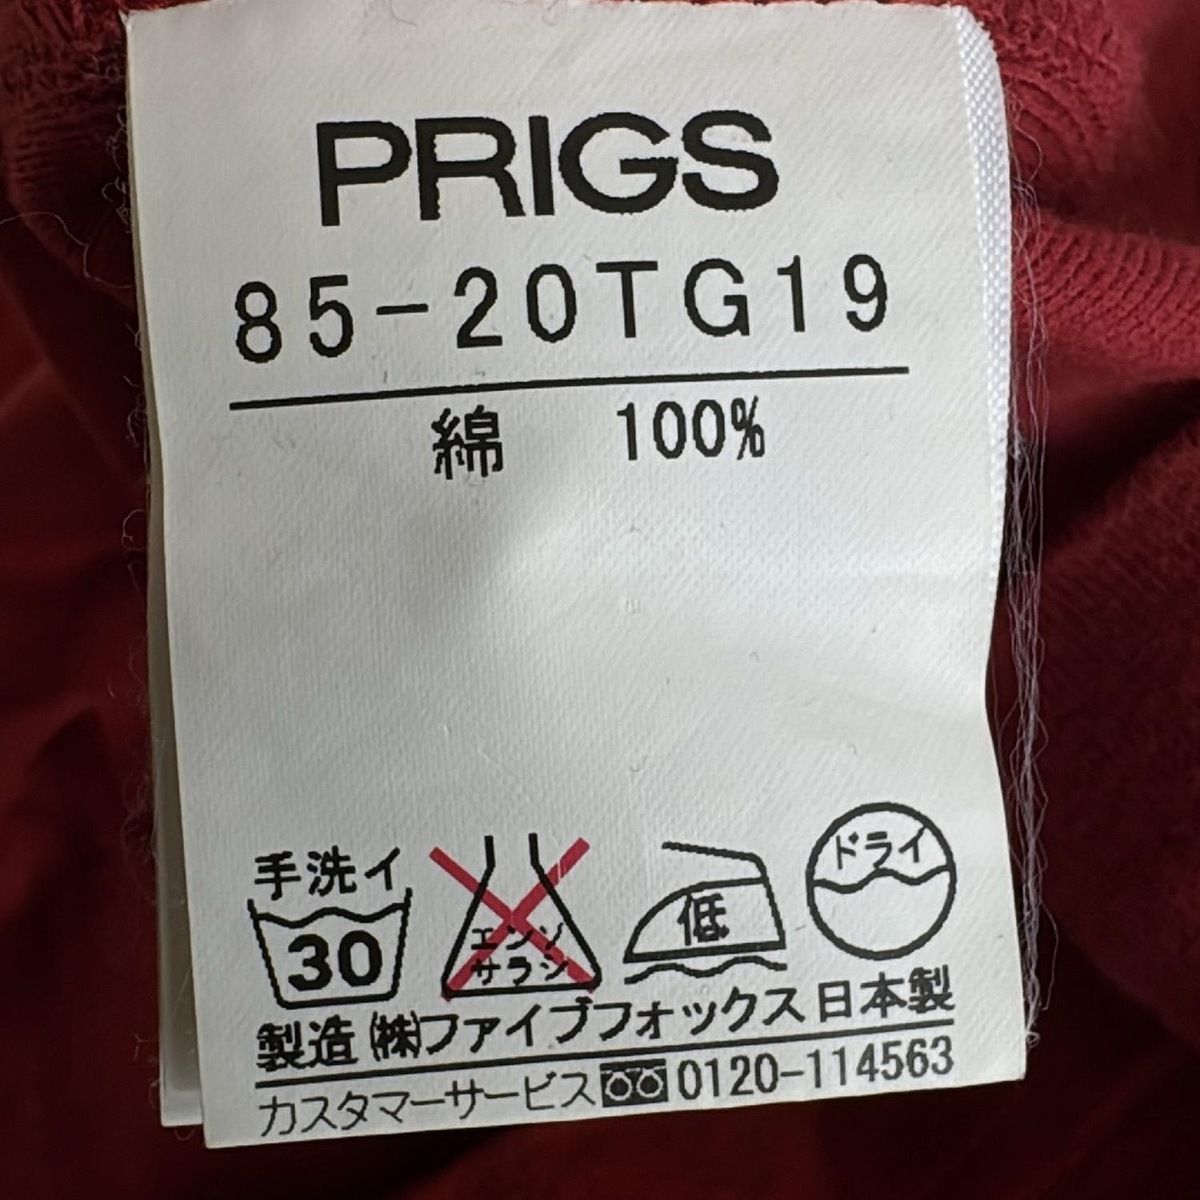 PRIGS
85-20TG19
綿 100%
手洗イ
30
エンソ
サラシ
低
ドライ
製造 ㈱ファイブフォックス 日本製
カスタマーサービス 0120-114563